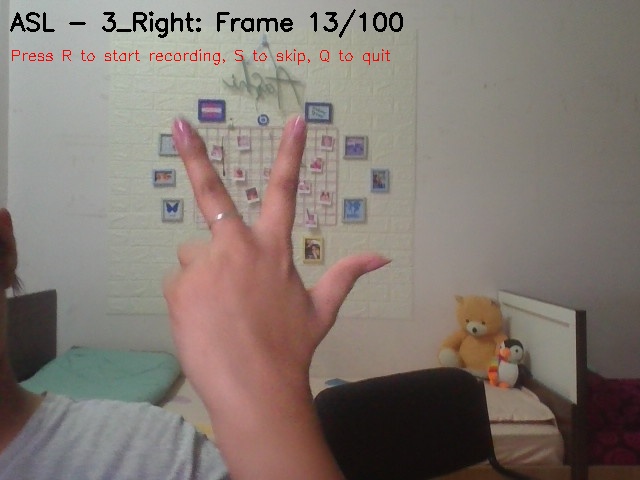 ASL - 3_Right: Frame 13/100
Press R to start recording, S to skip, Q to quit